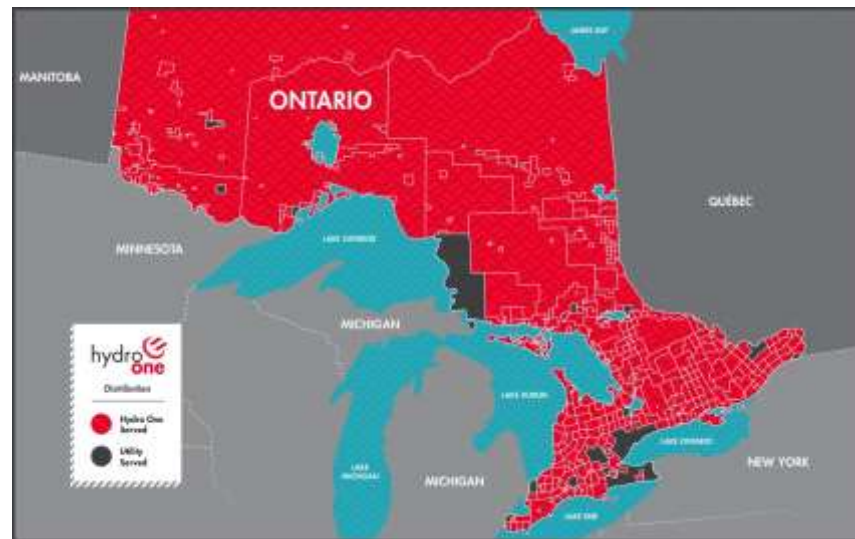 JAMES BAY
MANITOBA
ONTARIO
QUÉBEC
MINNESOTA
LAKE SUPERIOR
MICHIGAN
hydro
one
Distribution
Hydro One
Served
Utility
Served
LAKE HURON
LAKE ONTARIO
NEW YORK
LAKE
MICHIGAN
MICHIGAN
LAKE ERIE